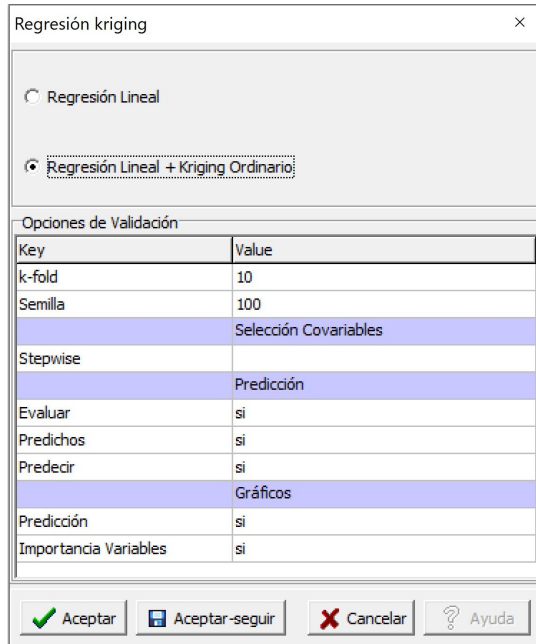 Regresión kriging
Regresión Lineal
Regresión Lineal + Kriging Ordinario
Opciones de Validación
Key Value
k-fold 10
Semilla 100
Selección Covariables
Stepwise
Predicción
Evaluar si
Predichos si
Predecir si
Gráficos
Predicción si
Importancia Variables si
Aceptar Aceptar-seguir Cancelar ? Ayuda